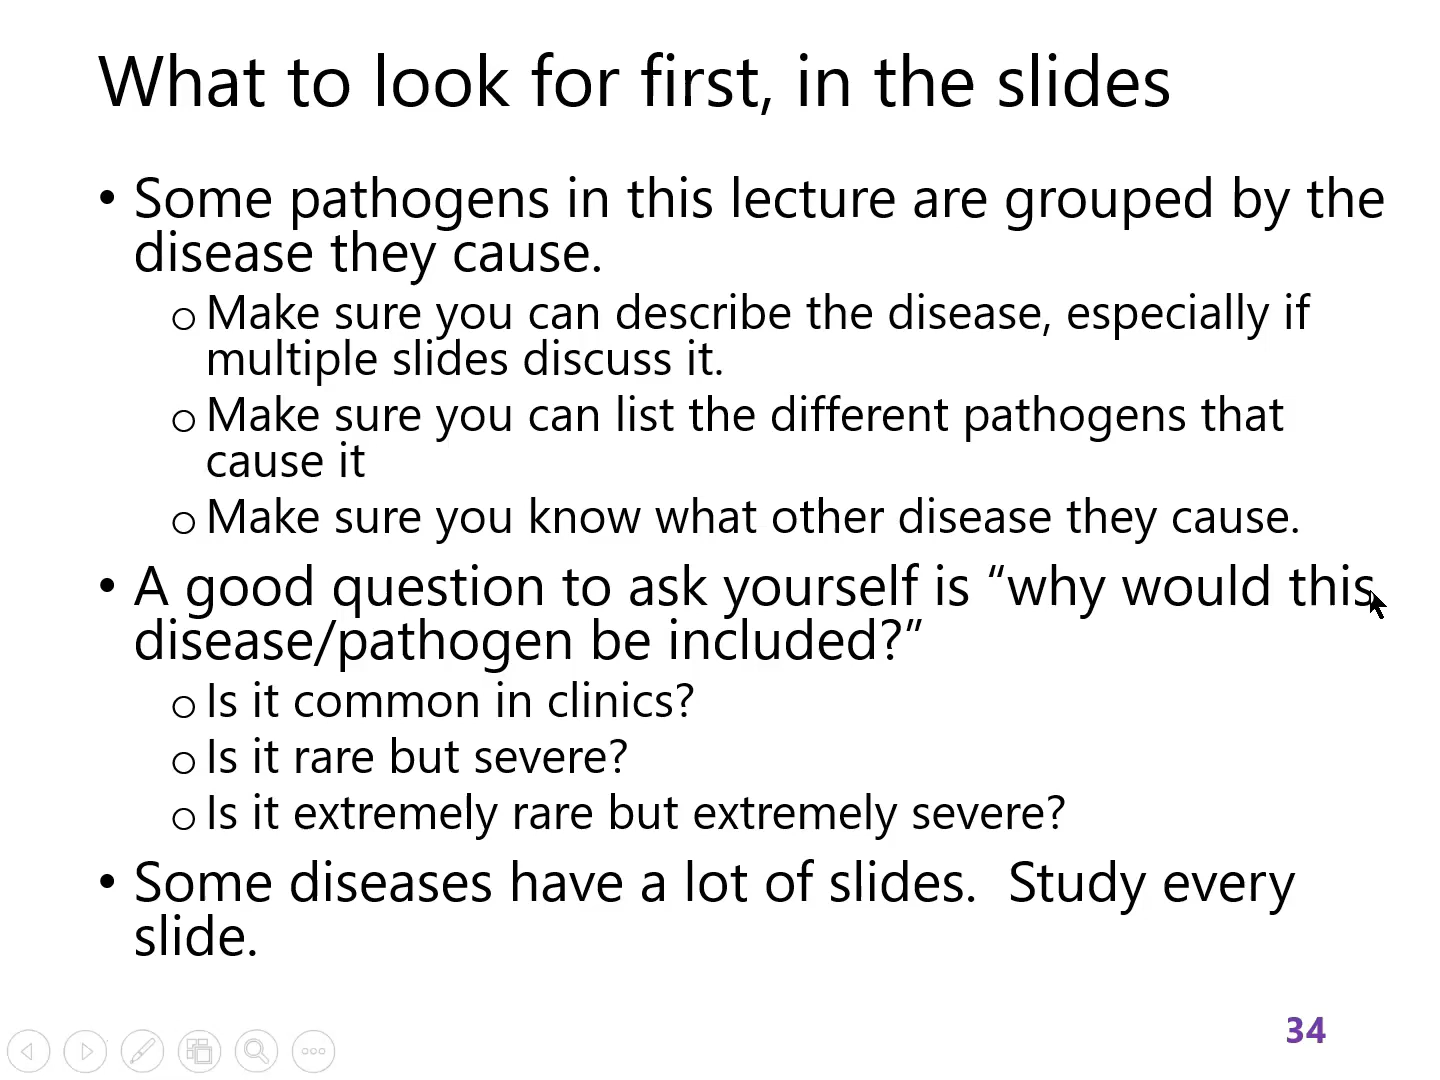 What to look for first, in the slides
• Some pathogens in this lecture are grouped by the
disease they cause.
o Make sure you can describe the disease, especially if
multiple slides discuss it.
o Make sure you can list the different pathogens that
cause it
o Make sure you know what other disease they cause.
• A good question to ask yourself is “why would this
disease/pathogen be included?”
o Is it common in clinics?
o Is it rare but severe?
o Is it extremely rare but extremely severe?
• Some diseases have a lot of slides.  Study every
slide.
34